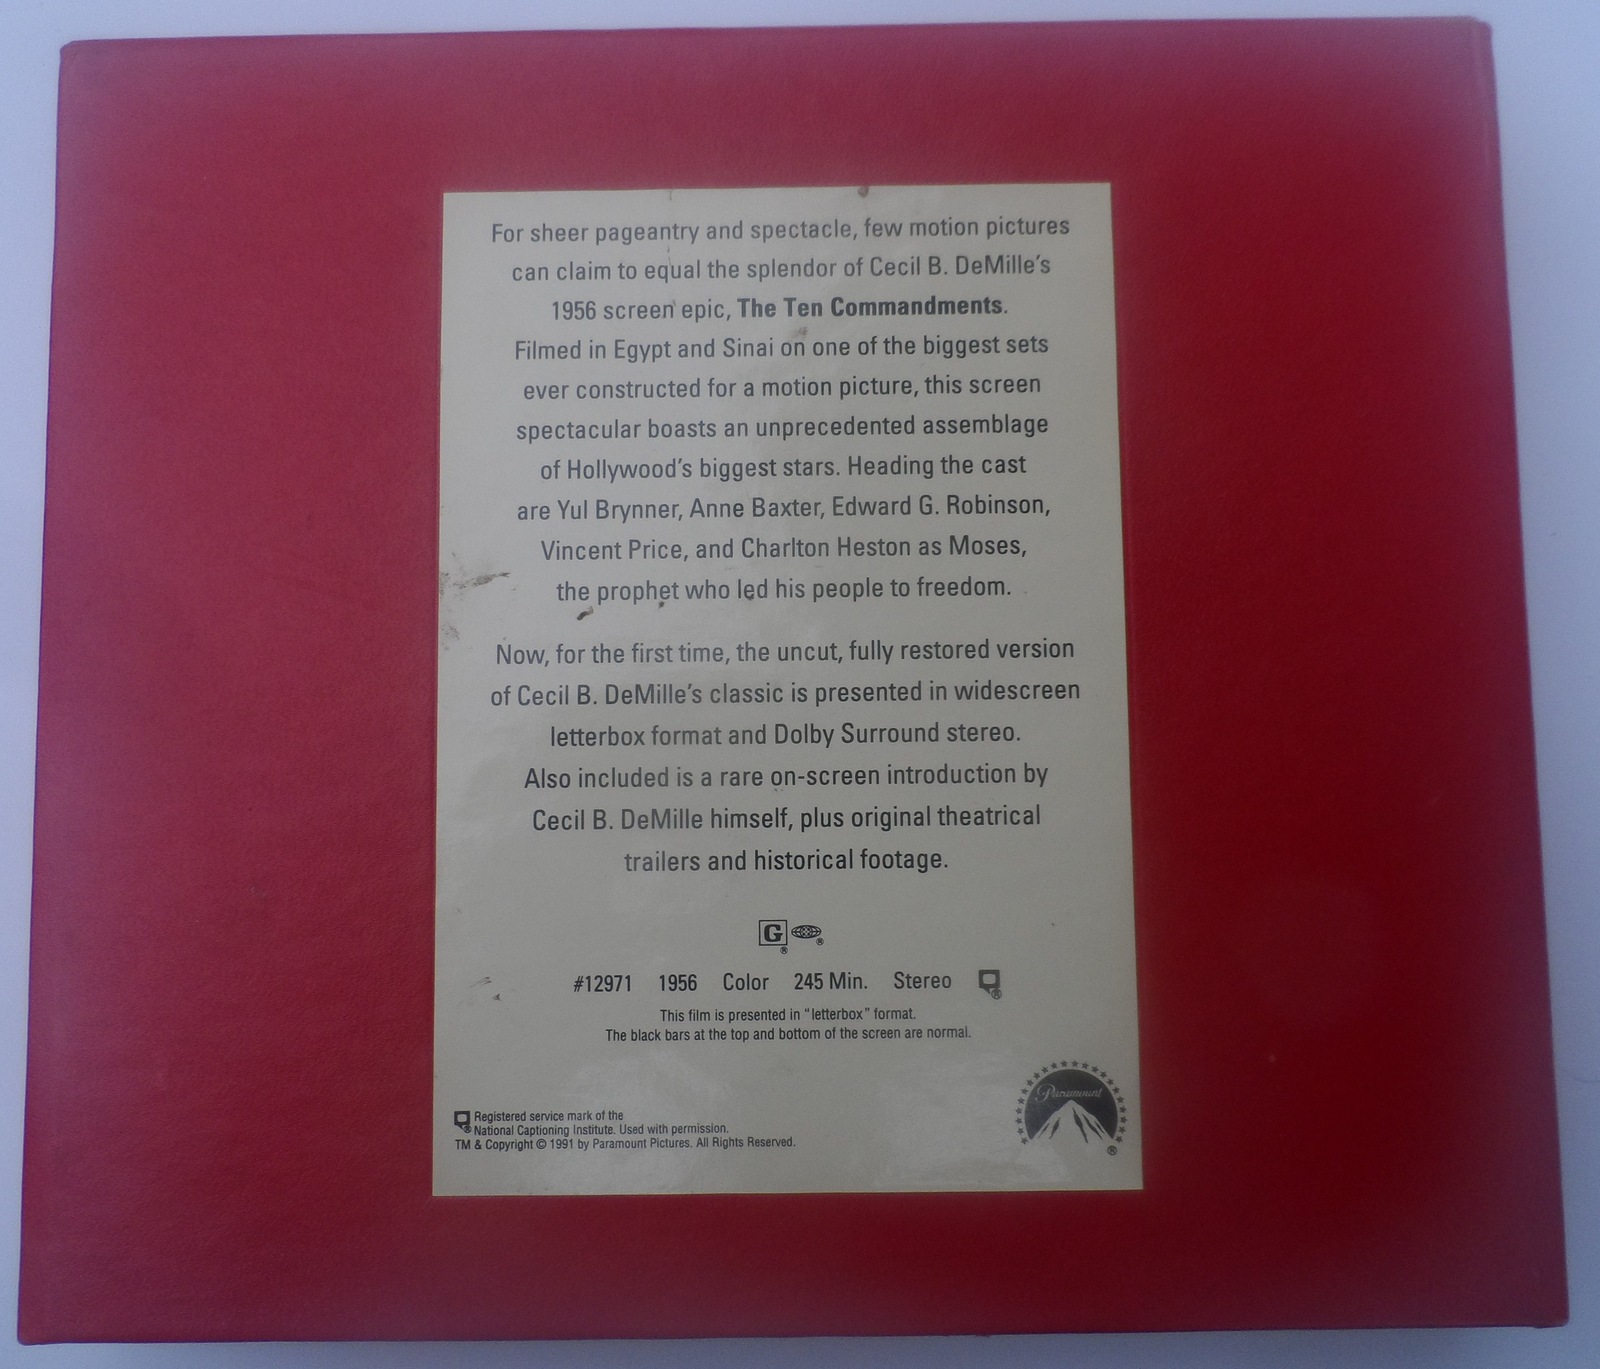 For sheer pageantry and spectacle, few motion pictures
can claim to equal the splendor of Cecil B. DeMille's
1956 screen epic, The Ten Commandments.
Filmed in Egypt and Sinai on one of the biggest sets
ever constructed for a motion picture, this screen
spectacular boasts an unprecedented assemblage
of Hollywood's biggest stars. Heading the cast
are Yul Brynner, Anne Baxter, Edward G. Robinson,
Vincent Price, and Charlton Heston as Moses,
the prophet who led his people to freedom.
Now, for the first time, the uncut, fully restored version
of Cecil B. DeMille's classic is presented in widescreen
letterbox format and Dolby Surround stereo.
Also included is a rare on-screen introduction by
Cecil B. DeMille himself, plus original theatrical
trailers and historical footage.
G® ®
#12971 1956 Color 245 Min. Stereo ®
This film is presented in "letterbox" format.
The black bars at the top and bottom of the screen are normal.
Paramount ®
® Registered service mark of the
National Captioning Institute. Used with permission.
TM & Copyright © 1991 by Paramount Pictures. All Rights Reserved.